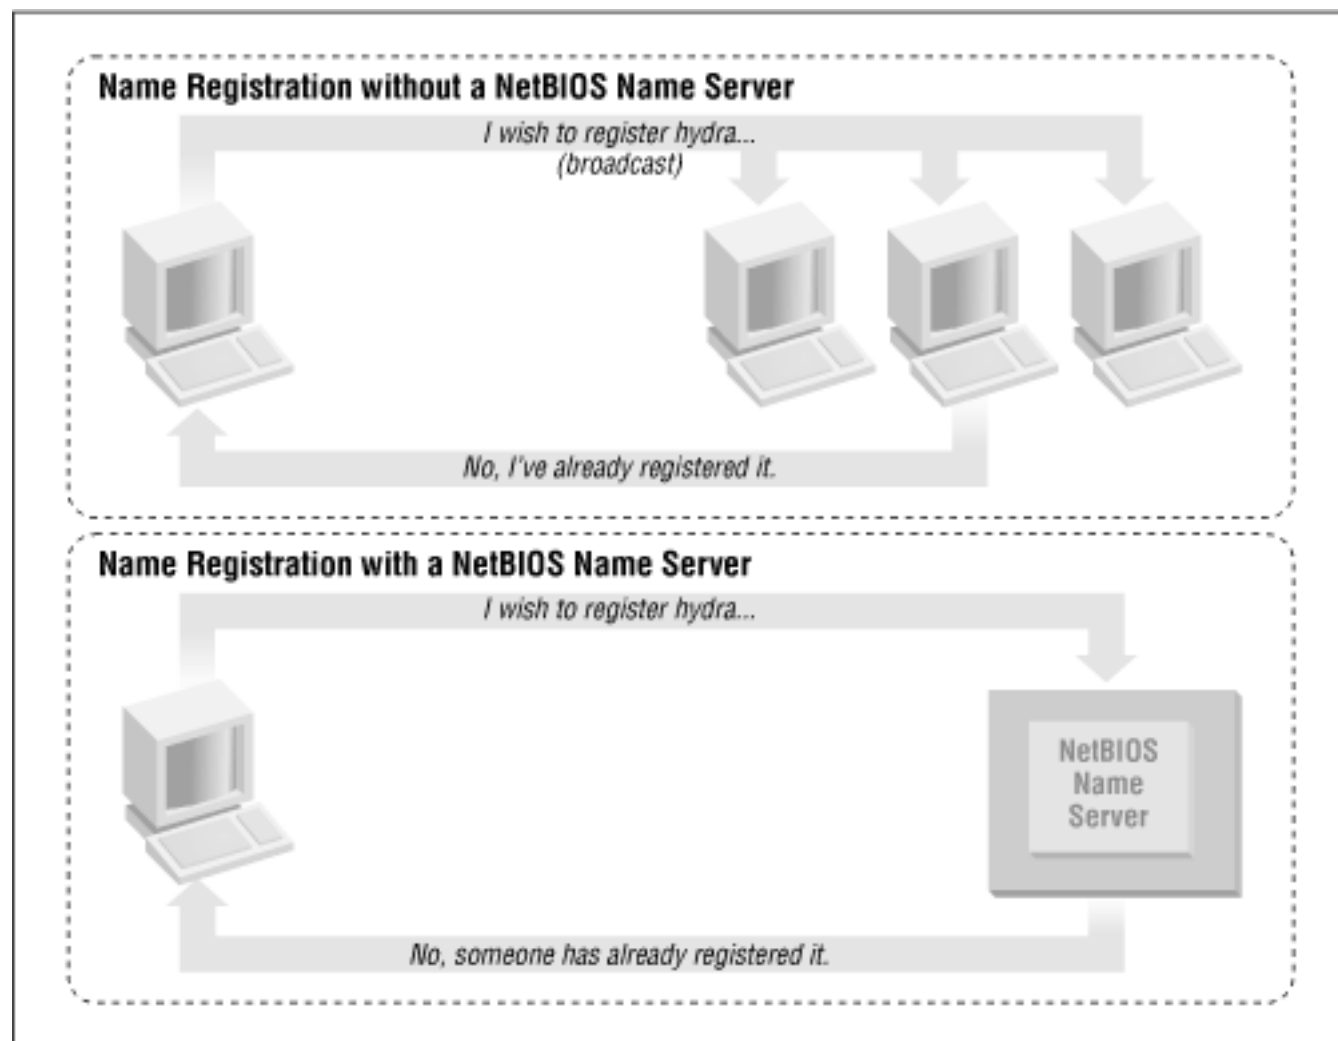 Name Registration without a NetBIOS Name Server
I wish to register hydra...
(broadcast)
No, I've already registered it.
Name Registration with a NetBIOS Name Server
I wish to register hydra...
NetBIOS
Name
Server
No, someone has already registered it.